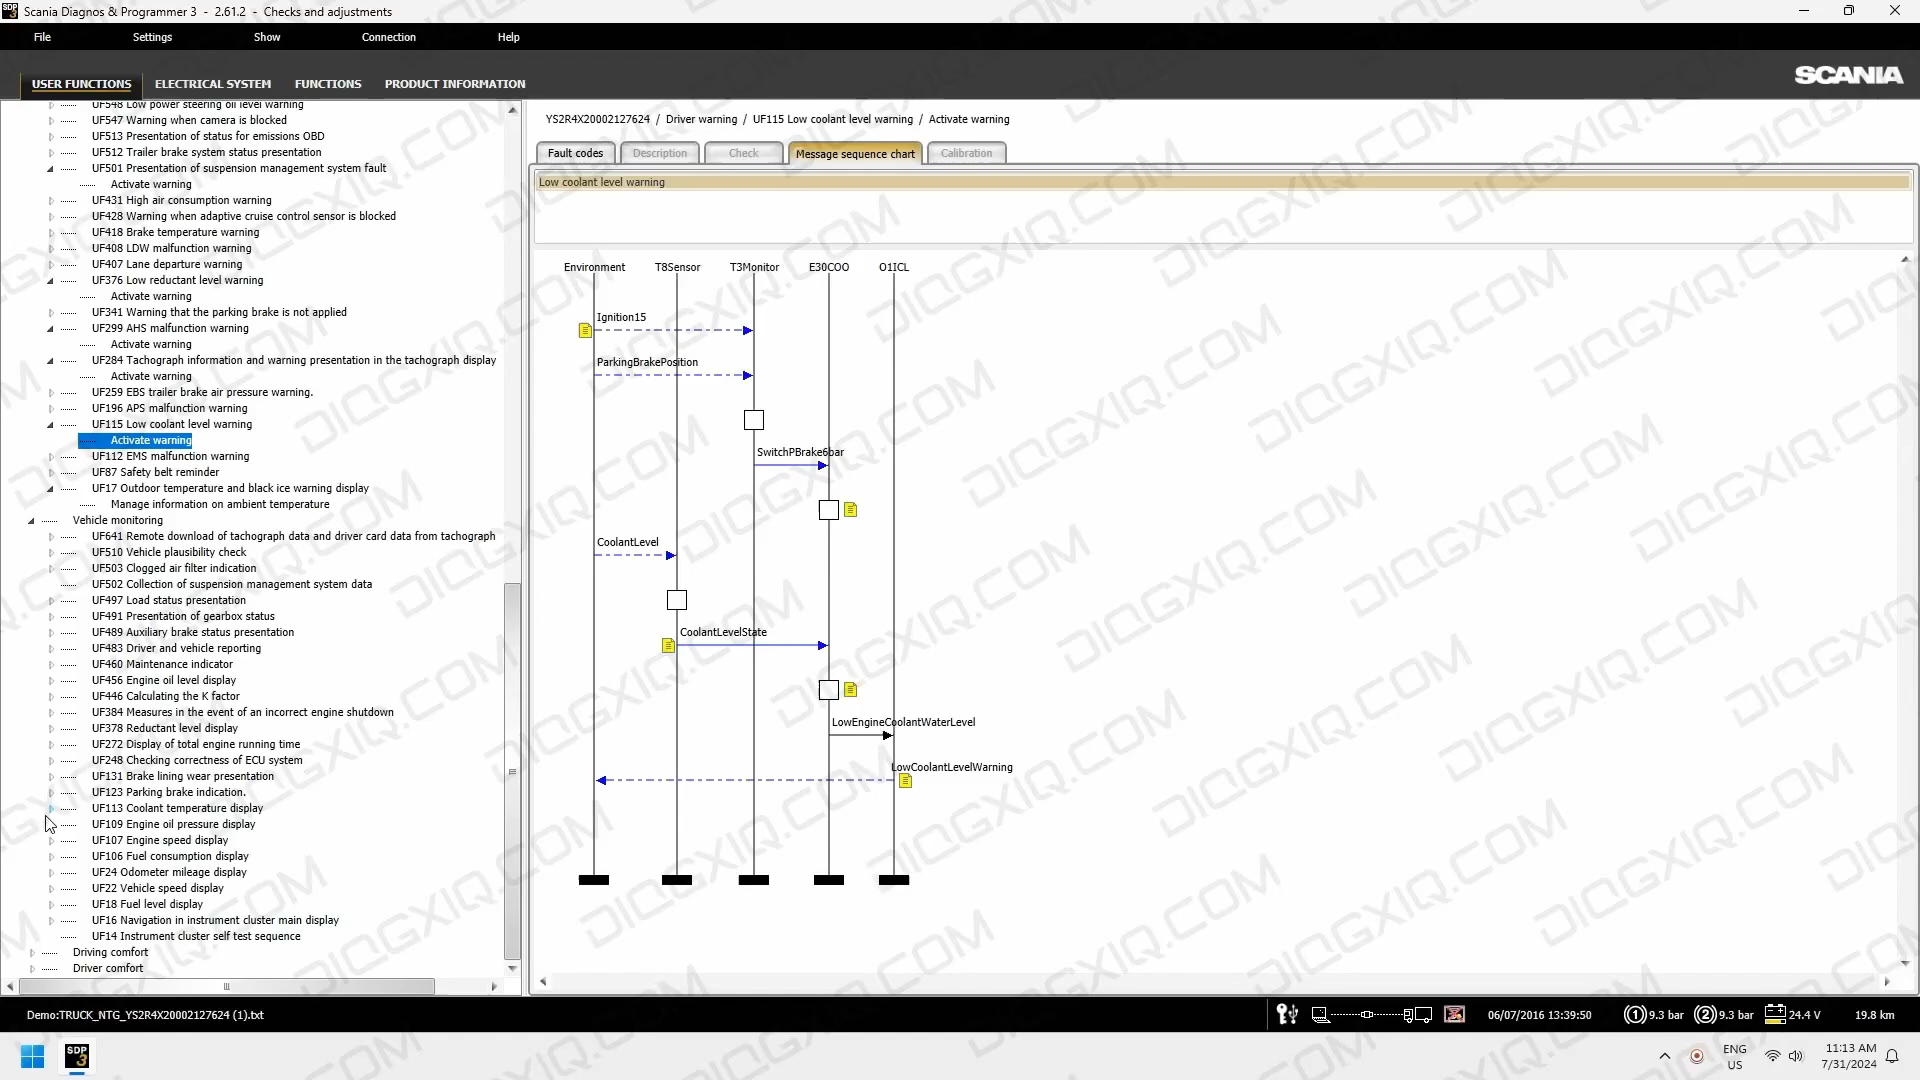 Scania Diagnos & Programmer 3 - 2.61.2 - Checks and adjustments
File Settings Show Connection Help
USER FUNCTIONS ELECTRICAL SYSTEM FUNCTIONS PRODUCT INFORMATION
SCANIA
UF548 Low power steering oil level warning
UF547 Warning when camera is blocked
UF513 Presentation of status for emissions OBD
UF512 Trailer brake system status presentation
UF501 Presentation of suspension management system fault
Activate warning
UF431 High air consumption warning
UF428 Warning when adaptive cruise control sensor is blocked
UF418 Brake temperature warning
UF408 LDW malfunction warning
UF407 Lane departure warning
UF376 Low reductant level warning
Activate warning
UF341 Warning that the parking brake is not applied
UF299 AHS malfunction warning
Activate warning
UF284 Tachograph information and warning presentation in the tachograph display
Activate warning
UF259 EBS trailer brake air pressure warning.
UF196 APS malfunction warning
UF115 Low coolant level warning
Activate warning
UF112 EMS malfunction warning
UF87 Safety belt reminder
UF17 Outdoor temperature and black ice warning display
Manage information on ambient temperature
Vehicle monitoring
UF641 Remote download of tachograph data and driver card data from tachograph
UF510 Vehicle plausibility check
UF503 Clogged air filter indication
UF502 Collection of suspension management system data
UF497 Load status presentation
UF491 Presentation of gearbox status
UF489 Auxiliary brake status presentation
UF483 Driver and vehicle reporting
UF460 Maintenance indicator
UF456 Engine oil level display
UF446 Calculating the K factor
UF384 Measures in the event of an incorrect engine shutdown
UF378 Reductant level display
UF272 Display of total engine running time
UF248 Checking correctness of ECU system
UF131 Brake lining wear presentation
UF123 Parking brake indication.
UF113 Coolant temperature display
UF109 Engine oil pressure display
UF107 Engine speed display
UF106 Fuel consumption display
UF24 Odometer mileage display
UF22 Vehicle speed display
UF18 Fuel level display
UF16 Navigation in instrument cluster main display
UF14 Instrument cluster self test sequence
Driving comfort
Driver comfort
YS2R4X20002127624 / Driver warning / UF115 Low coolant level warning / Activate warning
Fault codes Description Check Message sequence chart Calibration
Low coolant level warning
Environment T8Sensor T3Monitor E30COO O1ICL
Ignition15
ParkingBrakePosition
SwitchPBrake6bar
CoolantLevel
CoolantLevelState
LowEngineCoolantWaterLevel
LowCoolantLevelWarning
Demo:TRUCK_NTG_YS2R4X20002127624 (1).txt
06/07/2016 13:39:50 1 9.3 bar 2 9.3 bar 24.4 V 19.8 km
SDP 3
ENG
US
11:13 AM
7/31/2024